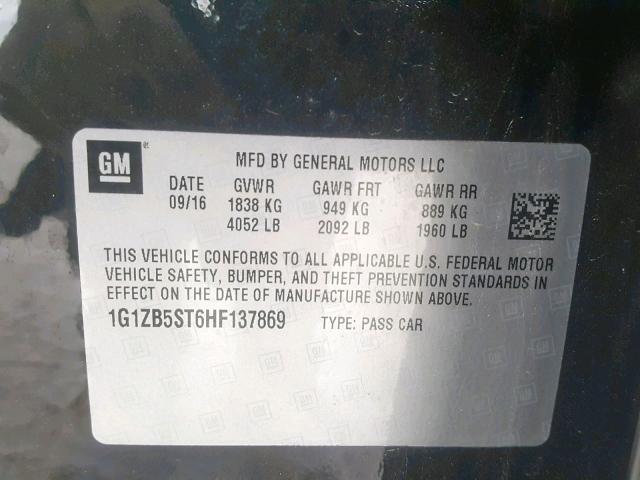 GM
MFD BY GENERAL MOTORS LLC
DATE GVWR GAWR FRT GAWR RR
09/16 1838 KG 949 KG 889 KG
4052 LB 2092 LB 1960 LB
THIS VEHICLE CONFORMS TO ALL APPLICABLE U.S. FEDERAL MOTOR
VEHICLE SAFETY, BUMPER, AND THEFT PREVENTION STANDARDS IN
EFFECT ON THE DATE OF MANUFACTURE SHOWN ABOVE.
1G1ZB5ST6HF137869 TYPE: PASS CAR